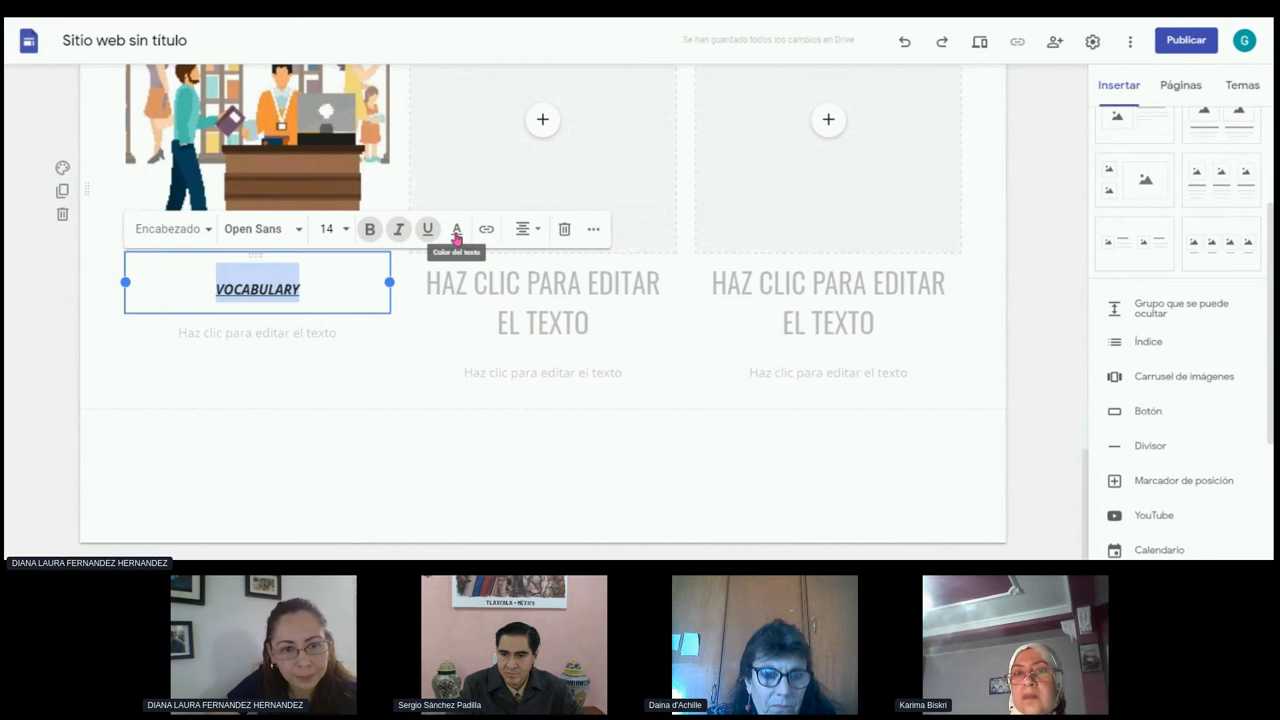 Sitio web sin título
Se han guardado todos los cambios en Drive
Publicar
G
Insertar
Páginas
Temas
Encabezado
Open Sans
14
B
I
U
A
Color del texto
VOCABULARY
Haz clic para editar el texto
HAZ CLIC PARA EDITAR
EL TEXTO
Haz clic para editar el texto
HAZ CLIC PARA EDITAR
EL TEXTO
Haz clic para editar el texto
Grupo que se puede
ocultar
Índice
Carrusel de imágenes
Botón
Divisor
Marcador de posición
YouTube
Calendario
DIANA LAURA FERNANDEZ HERNANDEZ
TLAXCALA • MÉXICO
DIANA LAURA FERNANDEZ HERNANDEZ
Sergio Sánchez Padilla
Daina d'Achille
Karima Biskri